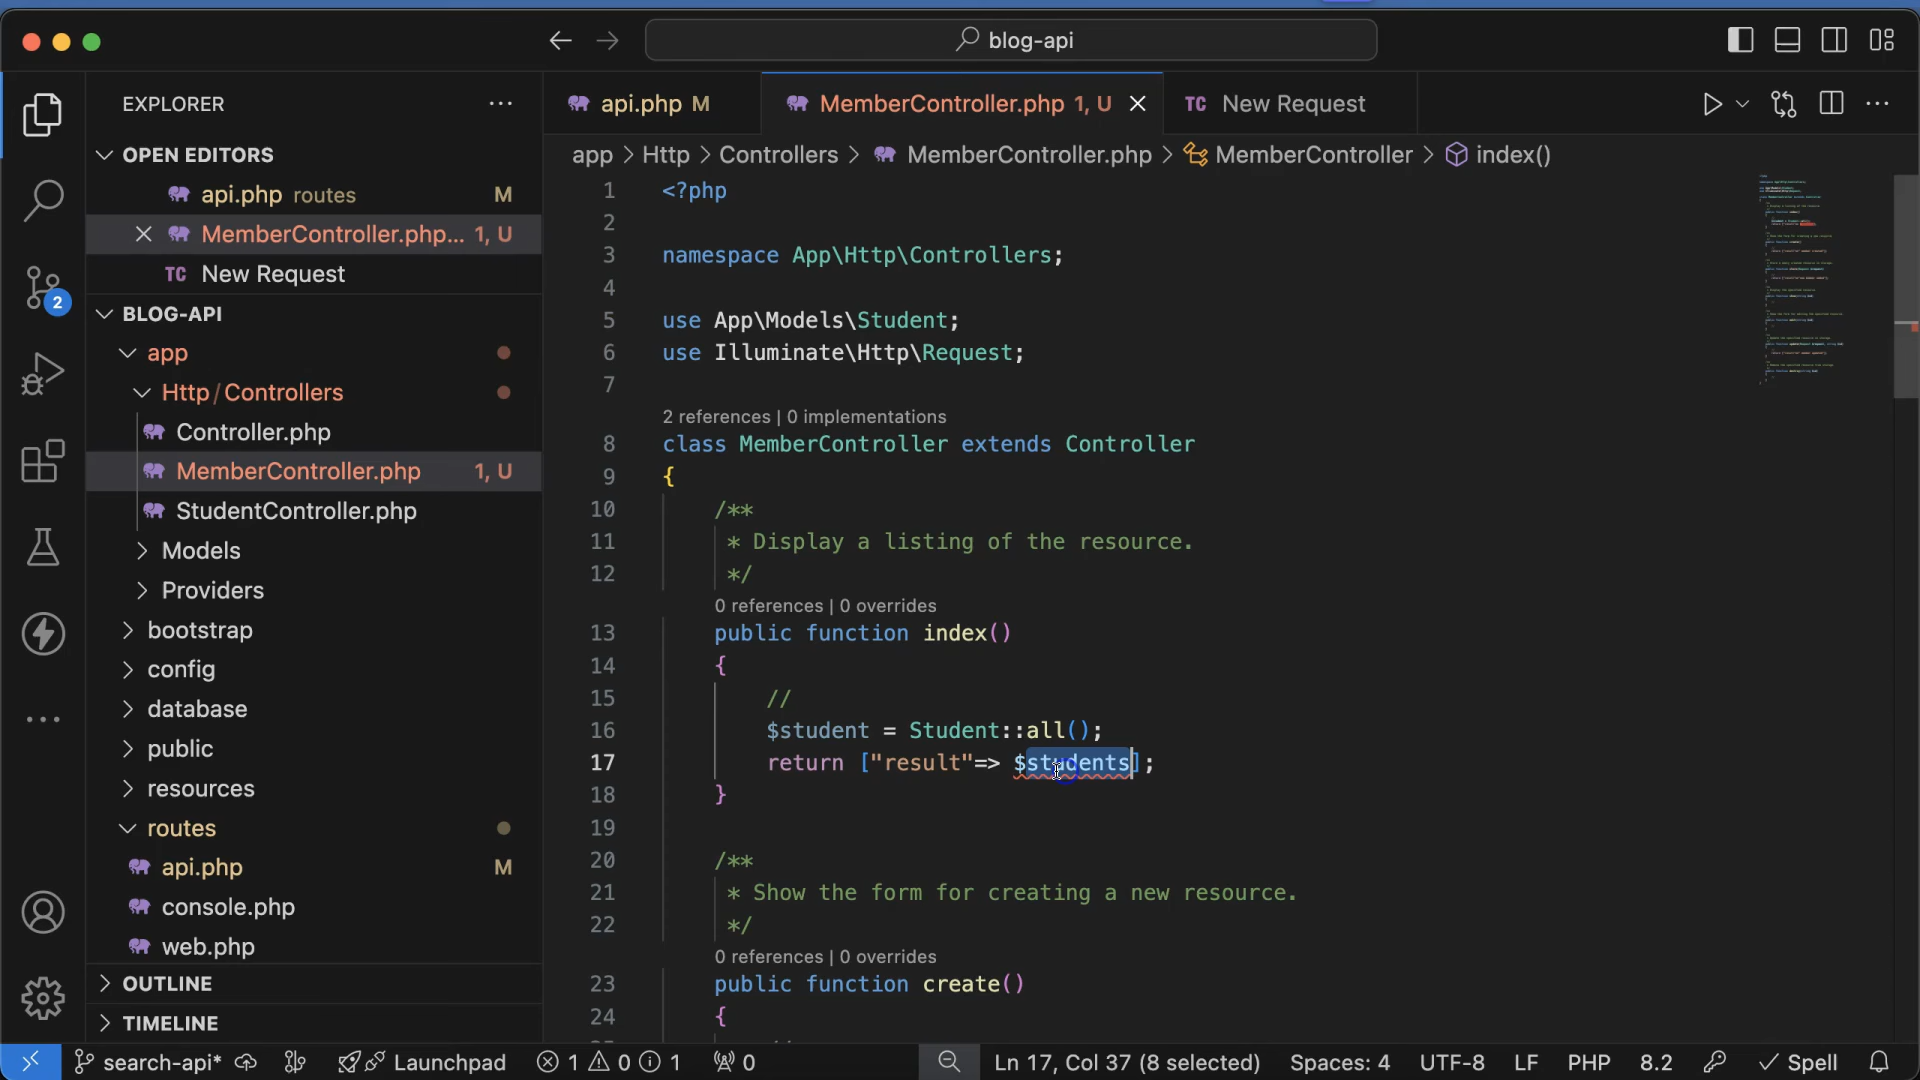 blog-api
EXPLORER
OPEN EDITORS
api.php routes M
MemberController.php... 1, U
TC New Request
BLOG-API
app
Http / Controllers
Controller.php
MemberController.php 1, U
StudentController.php
Models
Providers
bootstrap
config
database
public
resources
routes
api.php M
console.php
web.php
OUTLINE
TIMELINE
2
api.php M
MemberController.php 1, U
TC New Request
app > Http > Controllers > MemberController.php > MemberController > index()
1 <?php
2
3 namespace App\Http\Controllers;
4
5 use App\Models\Student;
6 use Illuminate\Http\Request;
7
2 references | 0 implementations
8 class MemberController extends Controller
9 {
10 /**
11 * Display a listing of the resource.
12 */
0 references | 0 overrides
13 public function index()
14 {
15 //
16 $student = Student::all();
17 return ["result"=> $students];
18 }
19
20 /**
21 * Show the form for creating a new resource.
22 */
0 references | 0 overrides
23 public function create()
24 {
search-api* Launchpad 1 0 1 0 Ln 17, Col 37 (8 selected) Spaces: 4 UTF-8 LF PHP 8.2 Spell